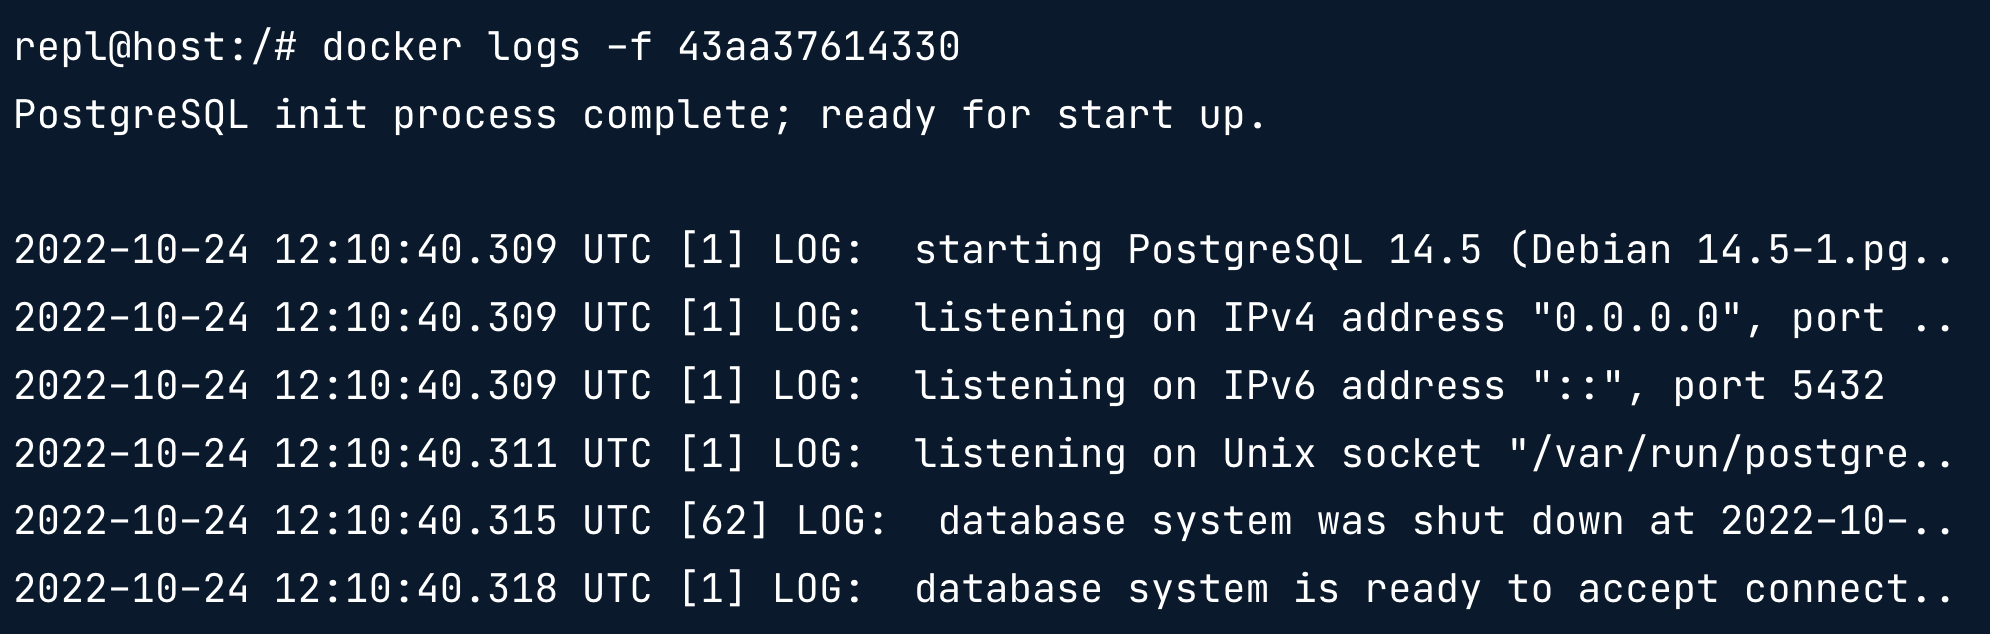 repl@host:/# docker logs -f 43aa37614330
PostgreSQL init process complete; ready for start up.
2022-10-24 12:10:40.309 UTC [1] LOG:  starting PostgreSQL 14.5 (Debian 14.5-1.pg..
2022-10-24 12:10:40.309 UTC [1] LOG:  listening on IPv4 address "0.0.0.0", port ..
2022-10-24 12:10:40.309 UTC [1] LOG:  listening on IPv6 address "::", port 5432
2022-10-24 12:10:40.311 UTC [1] LOG:  listening on Unix socket "/var/run/postgre..
2022-10-24 12:10:40.315 UTC [62] LOG:  database system was shut down at 2022-10-..
2022-10-24 12:10:40.318 UTC [1] LOG:  database system is ready to accept connect..